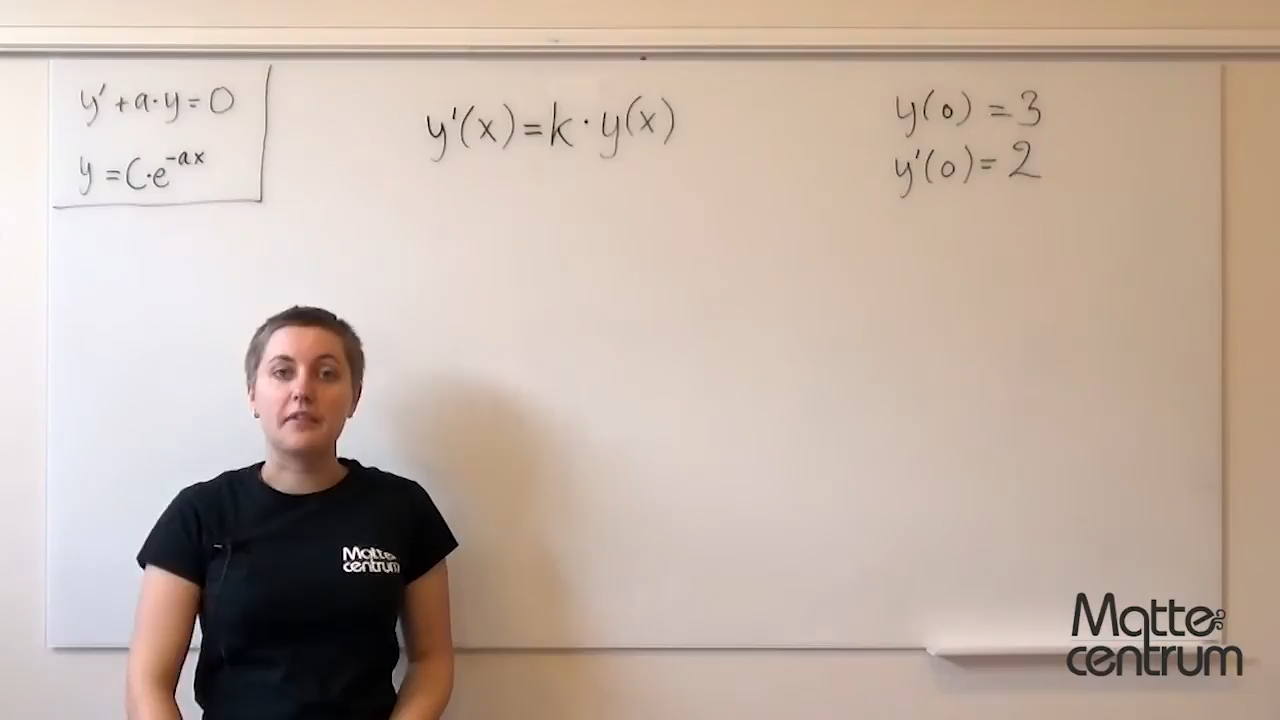 y' + a·y = 0
y = C·e^-ax
y'(x) = k · y(x)
y(0) = 3
y'(0) = 2
Matte
centrum
Matte
centrum